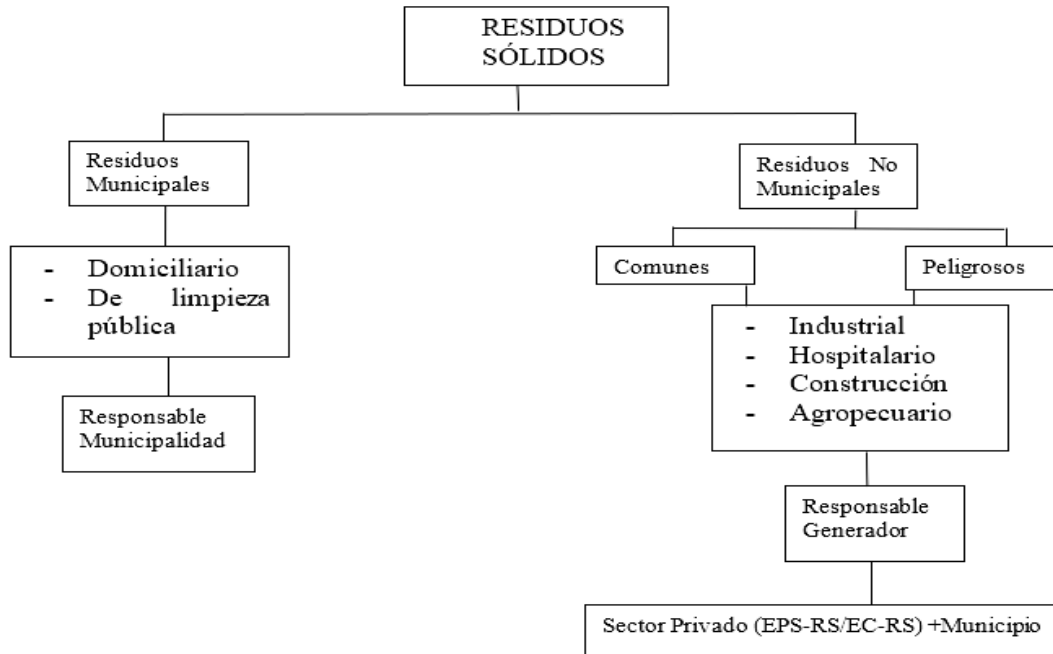 RESIDUOS
SÓLIDOS
Residuos
Municipales
Residuos No
Municipales
- Domiciliario
- De limpieza
pública
Comunes
Peligrosos
- Industrial
- Hospitalario
- Construcción
- Agropecuario
Responsable
Municipalidad
Responsable
Generador
Sector Privado (EPS-RS/EC-RS) +Municipio